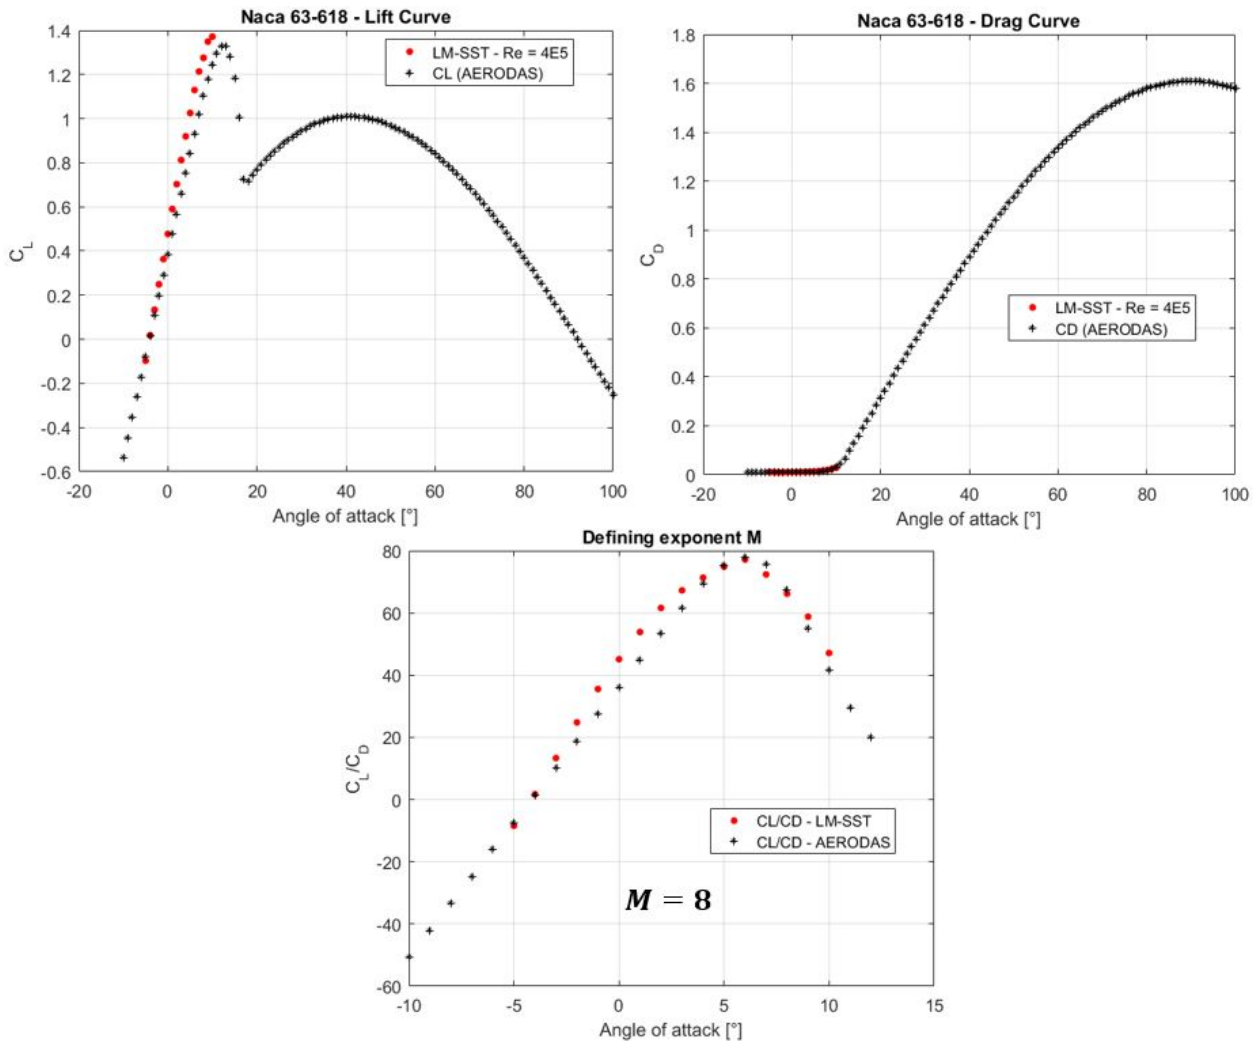 Naca 63-618 - Lift Curve
1.4
1.2
1
0.8
0.6
0.4
0.2
0
-0.2
-0.4
-0.6
C_L
LM-SST - Re = 4E5
CL (AERODAS)
-20 0 20 40 60 80 100
Angle of attack [°]
Naca 63-618 - Drag Curve
1.8
1.6
1.4
1.2
1
0.8
0.6
0.4
0.2
0
C_D
LM-SST - Re = 4E5
CD (AERODAS)
-20 0 20 40 60 80 100
Angle of attack [°]
Defining exponent M
80
60
40
20
0
-20
-40
-60
C_L/C_D
CL/CD - LM-SST
CL/CD - AERODAS
M = 8
-10 -5 0 5 10 15
Angle of attack [°]